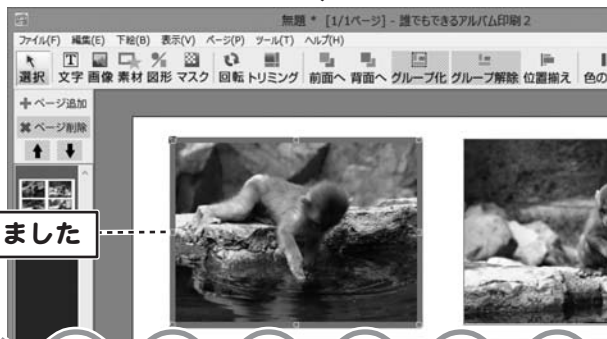 無題 * [1/1ページ] - 誰でもできるアルバム印刷 2
ファイル(F) 編集(E) 下絵(B) 表示(V) ページ(P) ツール(T) ヘルプ(H)
選択 文字 画像 素材 図形 マスク 回転 トリミング 前面へ 背面へ グループ化 グループ解除 位置揃え 色の
ページ追加
ページ削除
ました